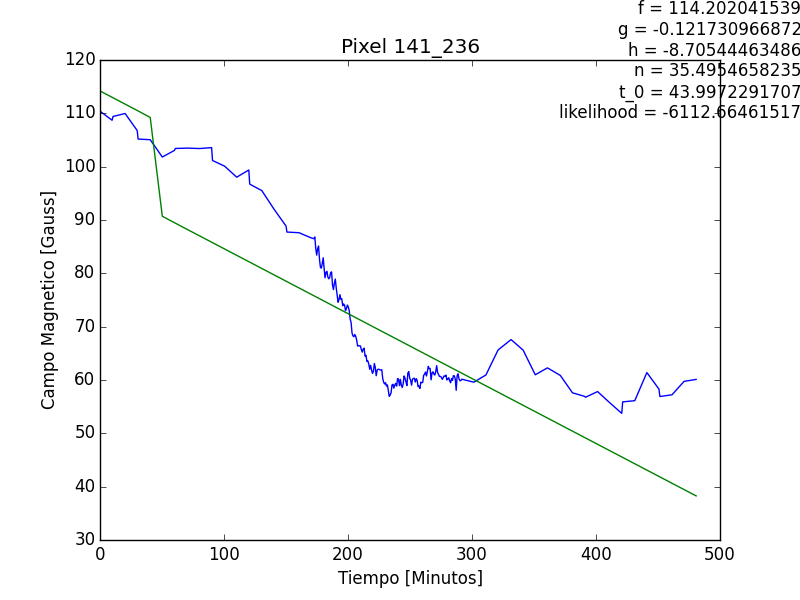 f = 114.202041539
g = -0.121730966872
h = -8.70544463486
n = 35.4954658235
t_0 = 43.9972291707
likelihood = -6112.66461517
Pixel 141_236
120
110
100
90
80
70
60
50
40
30
Campo Magnetico [Gauss]
0 100 200 300 400 500
Tiempo [Minutos]